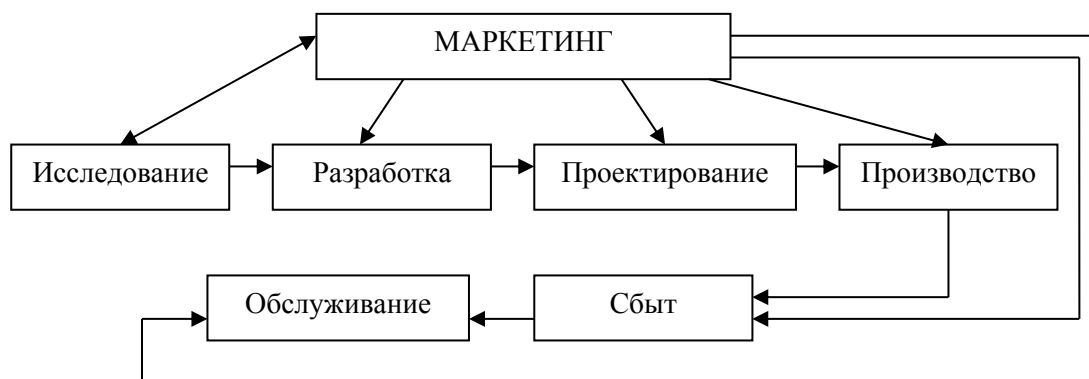 МАРКЕТИНГ
Исследование
Разработка
Проектирование
Производство
Обслуживание
Сбыт